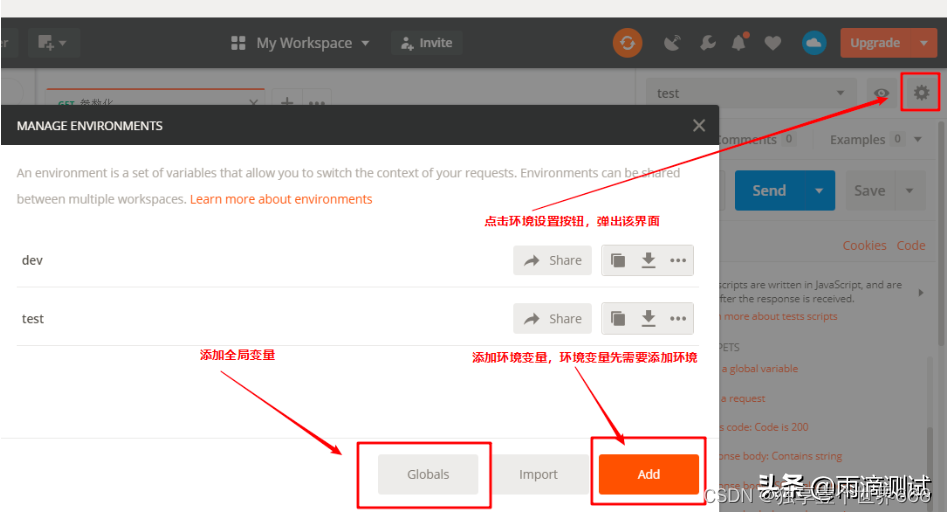 er
My Workspace
Invite
Upgrade
GET 参数化
test
MANAGE ENVIRONMENTS
Comments 0
Examples 0
An environment is a set of variables that allow you to switch the context of your requests. Environments can be shared
between multiple workspaces. Learn more about environments
Send
Save
点击环境设置按钮，弹出该界面
Cookies Code
dev
Share
scripts are written in JavaScript, and are
fter the response is received.
n more about tests scripts
test
Share
PETS
添加全局变量
添加环境变量，环境变量先需要添加环境
a global variable
a request
s code: Code is 200
onse body: Contains string
Globals
Import
Add
头条 @雨滴测试